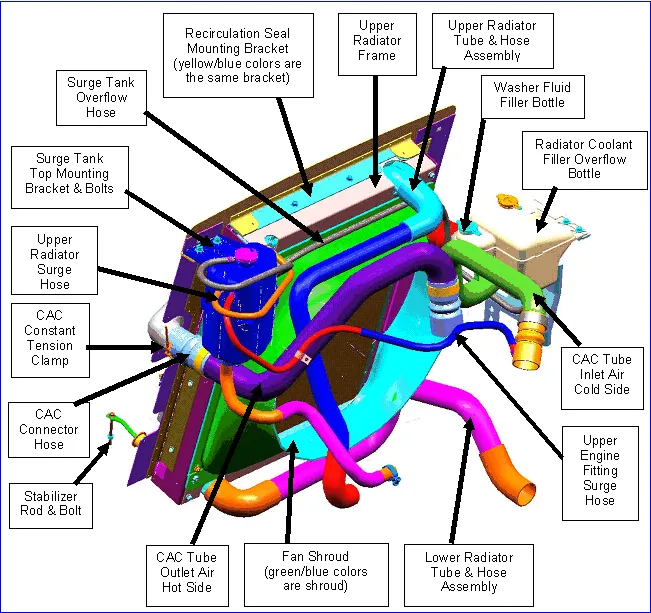 Recirculation Seal
Mounting Bracket
(yellow/blue colors are
the same bracket)
Upper
Radiator
Frame
Upper Radiator
Tube & Hose
Assembly
Surge Tank
Overflow
Hose
Washer Fluid
Filler Bottle
Surge Tank
Top Mounting
Bracket & Bolts
Radiator Coolant
Filler Overflow
Bottle
Upper
Radiator
Surge
Hose
CAC
Constant
Tension
Clamp
CAC Tube
Inlet Air
Cold Side
CAC
Connector
Hose
Upper
Engine
Fitting
Surge
Hose
Stabilizer
Rod & Bolt
CAC Tube
Outlet Air
Hot Side
Fan Shroud
(green/blue colors
are shroud)
Lower Radiator
Tube & Hose
Assembly